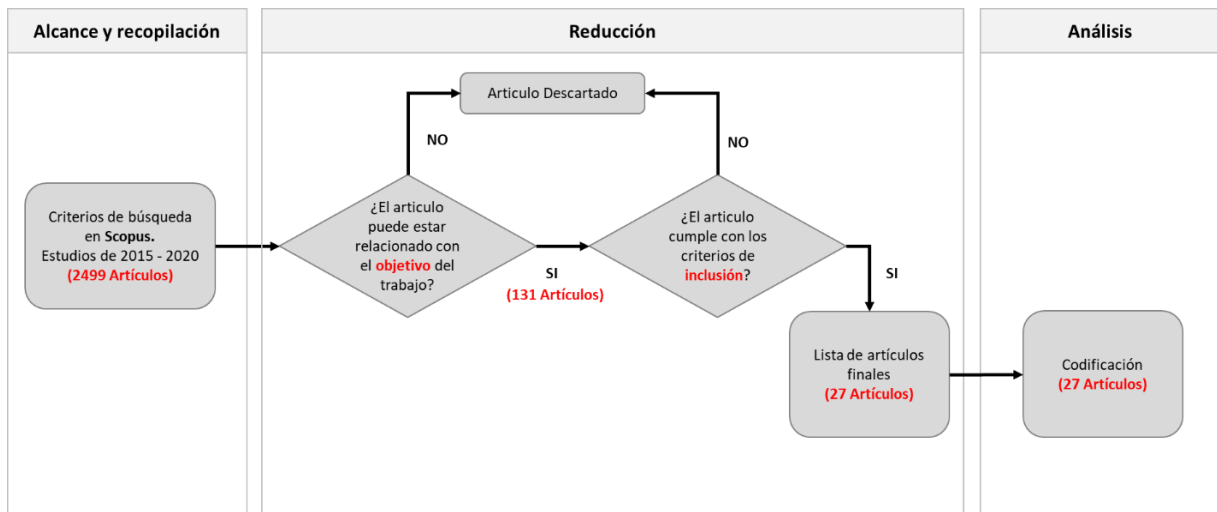 Alcance y recopilación
Reducción
Análisis
Articulo Descartado
NO
NO
Criterios de búsqueda
en Scopus.
Estudios de 2015 - 2020
(2499 Artículos)
¿El articulo
puede estar
relacionado con
el objetivo del
trabajo?
SI
(131 Artículos)
¿El articulo
cumple con los
criterios de
inclusión?
SI
Lista de artículos
finales
(27 Artículos)
Codificación
(27 Artículos)